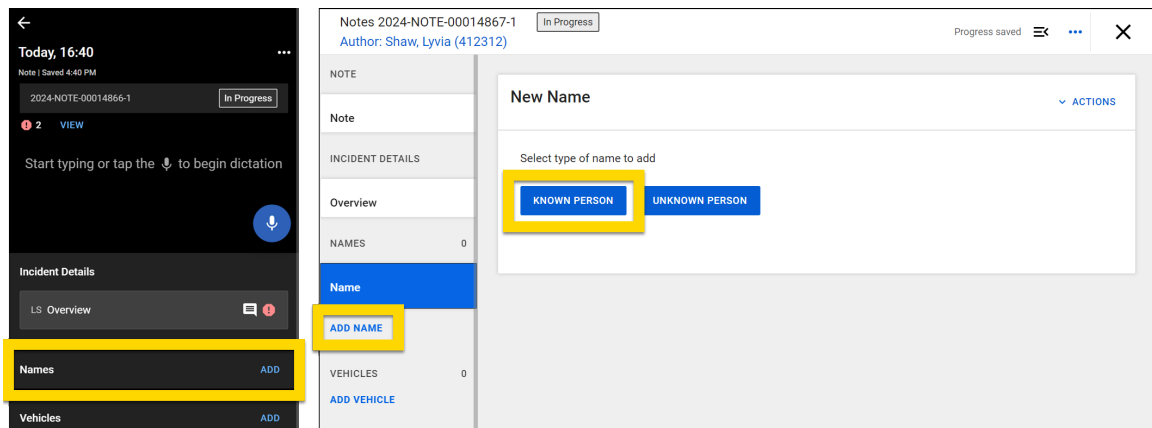 Today, 16:40
Note | Saved 4:40 PM
2024-NOTE-00014866-1
In Progress
2 VIEW
Start typing or tap the to begin dictation
Incident Details
LS Overview
Names ADD
Vehicles ADD
Notes 2024-NOTE-00014867-1 In Progress
Author: Shaw, Lyvia (412312)
Progress saved
NOTE
Note
INCIDENT DETAILS
Overview
NAMES 0
Name
ADD NAME
VEHICLES 0
ADD VEHICLE
New Name
ACTIONS
Select type of name to add
KNOWN PERSON UNKNOWN PERSON